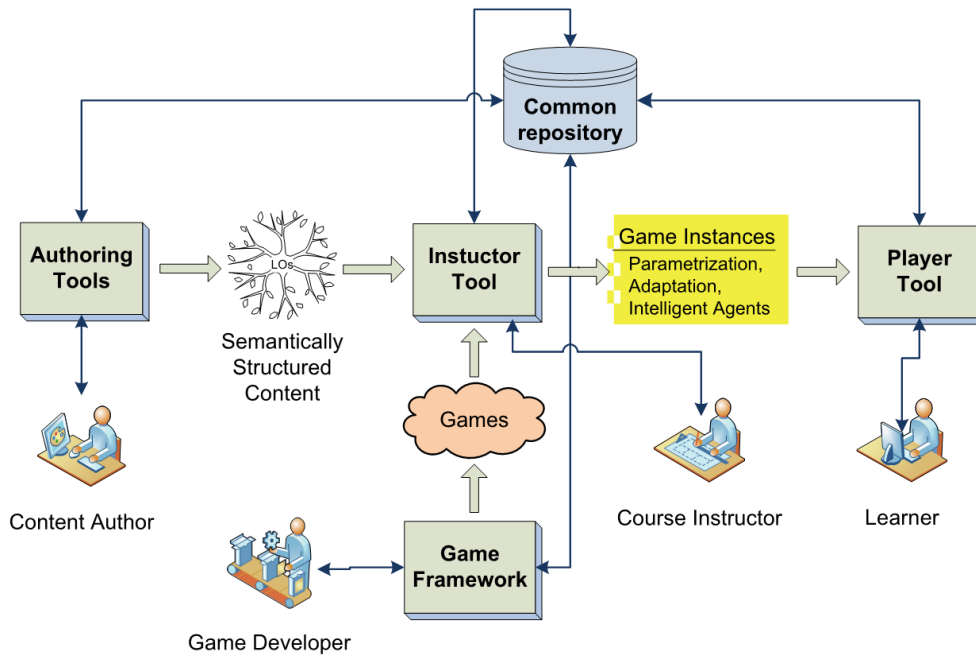 Common
repository
Authoring
Tools
LOs
Semantically
Structured
Content
Instuctor
Tool
Game Instances
Parametrization,
Adaptation,
Intelligent Agents
Player
Tool
Games
Content Author
Course Instructor
Learner
Game
Framework
Game Developer